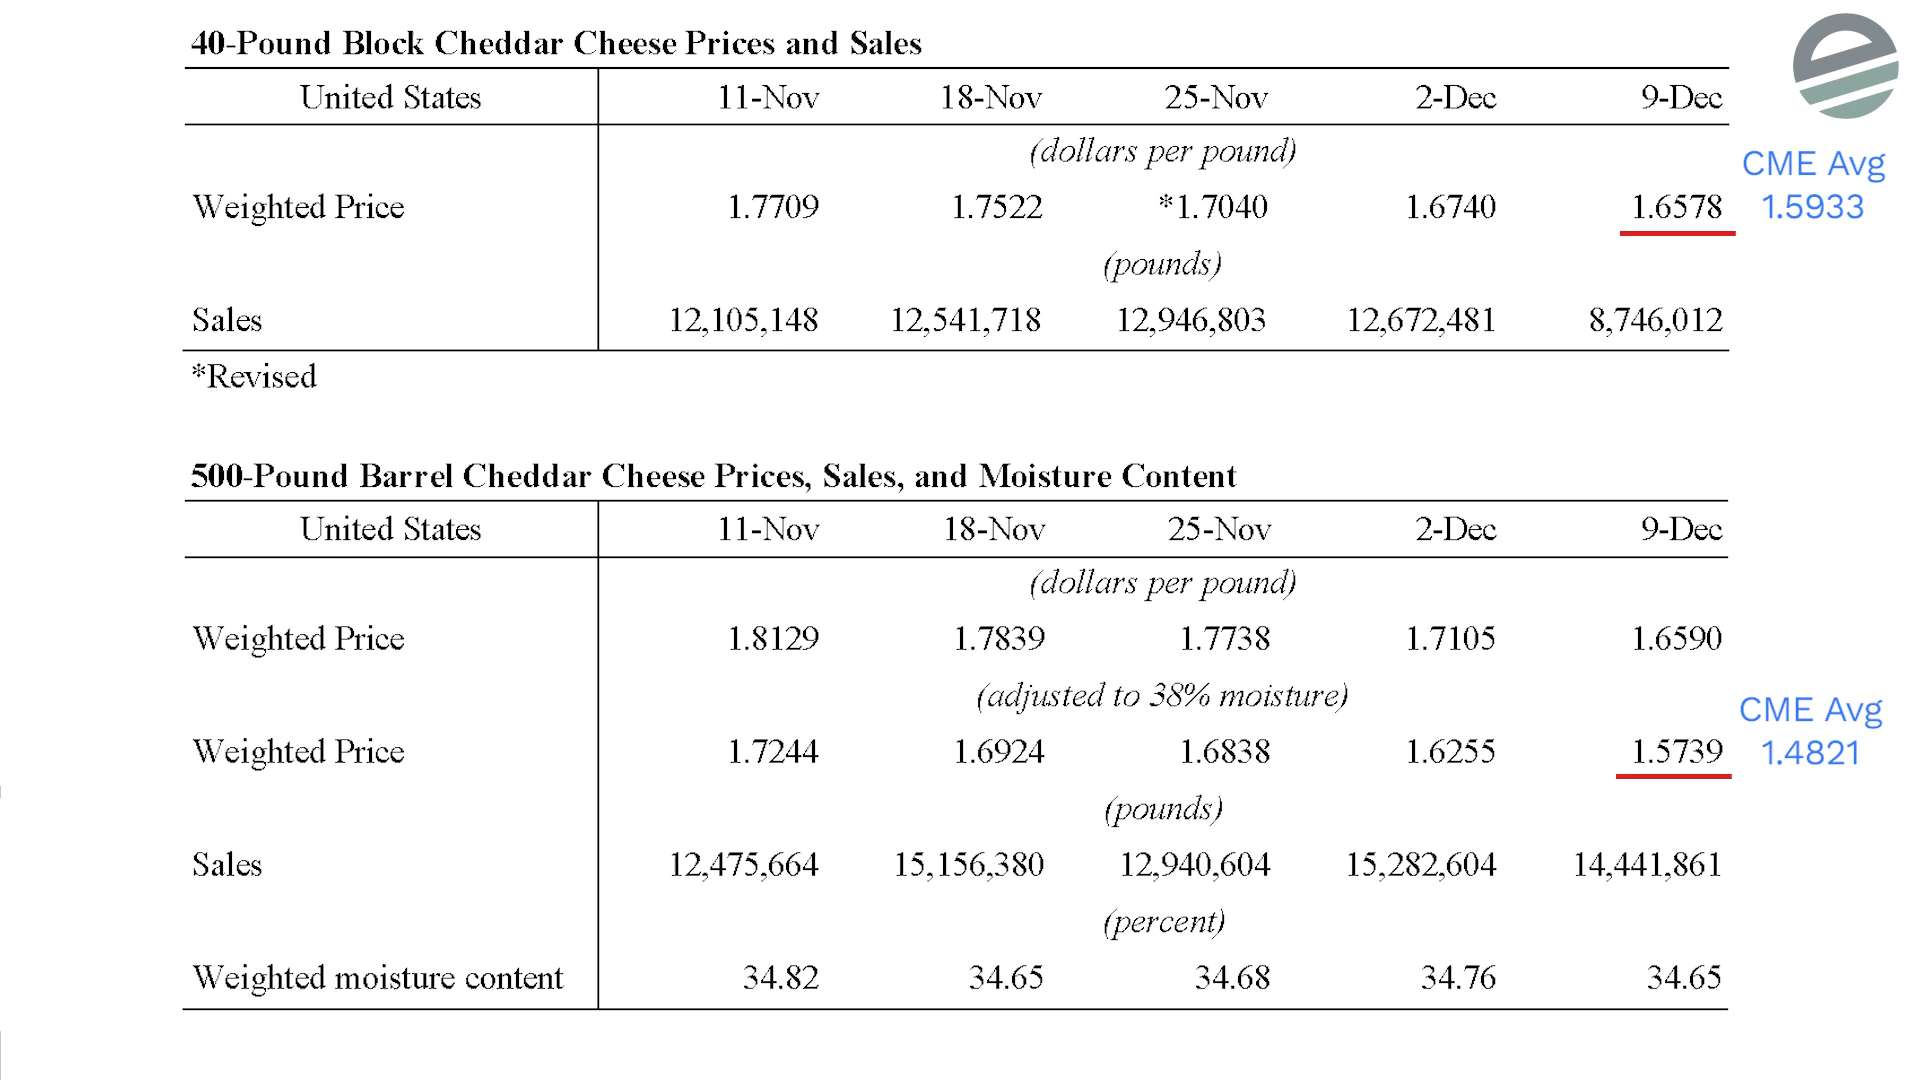 40-Pound Block Cheddar Cheese Prices and Sales
United States 11-Nov 18-Nov 25-Nov 2-Dec 9-Dec
(dollars per pound)
CME Avg
Weighted Price 1.7709 1.7522 *1.7040 1.6740 1.6578 1.5933
(pounds)
Sales 12,105,148 12,541,718 12,946,803 12,672,481 8,746,012
*Revised
500-Pound Barrel Cheddar Cheese Prices, Sales, and Moisture Content
United States 11-Nov 18-Nov 25-Nov 2-Dec 9-Dec
(dollars per pound)
Weighted Price 1.8129 1.7839 1.7738 1.7105 1.6590
(adjusted to 38% moisture)
CME Avg
Weighted Price 1.7244 1.6924 1.6838 1.6255 1.5739 1.4821
(pounds)
Sales 12,475,664 15,156,380 12,940,604 15,282,604 14,441,861
(percent)
Weighted moisture content 34.82 34.65 34.68 34.76 34.65